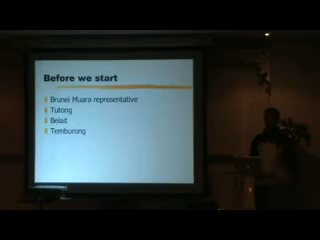 Before we start
Brunei Muara representative
Tutong
Belait
Temburong